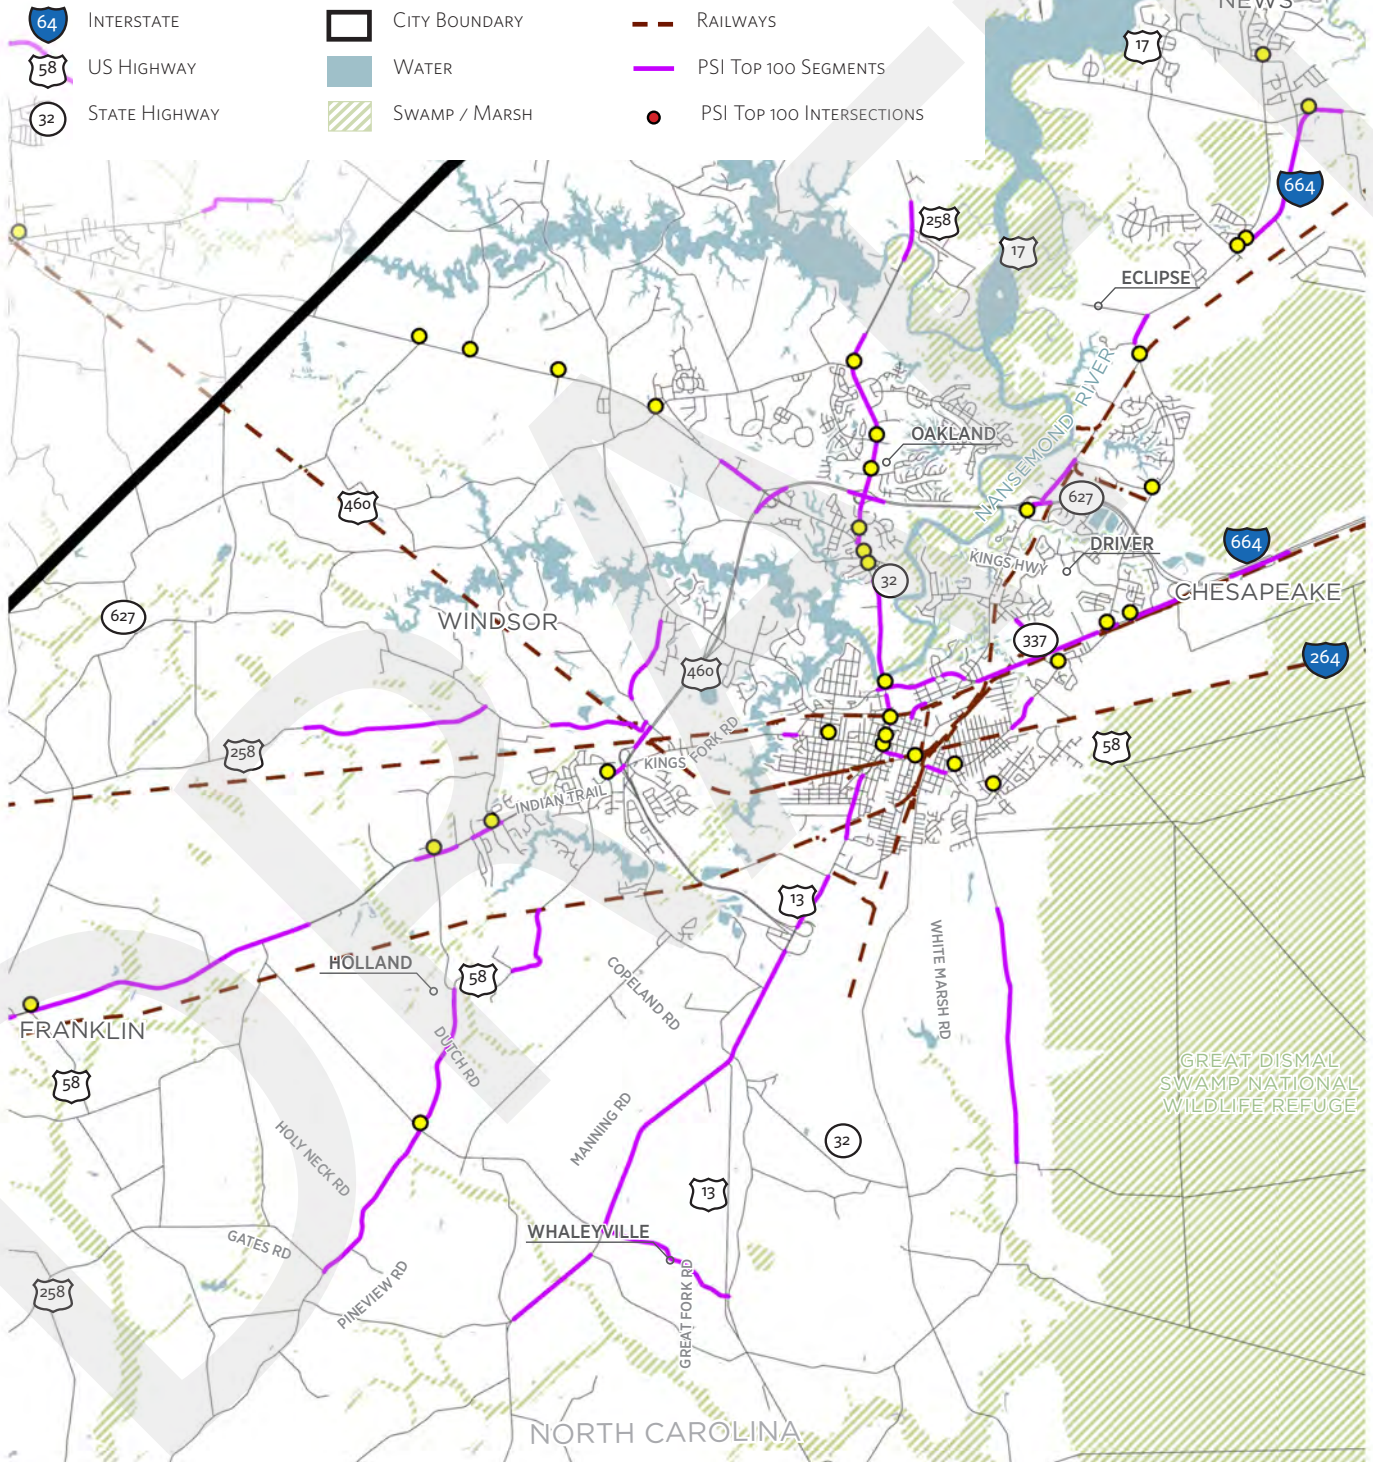 NEWS
64 INTERSTATE
CITY BOUNDARY
RAILWAYS
58 US HIGHWAY
WATER
PSI TOP 100 SEGMENTS
32 STATE HIGHWAY
SWAMP / MARSH
PSI TOP 100 INTERSECTIONS
17
664
258
17
ECLIPSE
NANSEMOND RIVER
OAKLAND
460
627
DRIVER
664
KINGS HWY
32
CHESAPEAKE
627
WINDSOR
337
264
460
258
KINGS FORK RD
58
INDIAN TRAIL
13
HOLLAND
58
COPELAND RD
WHITE MARSH RD
FRANKLIN
DUTCH RD
58
GREAT DISMAL
SWAMP NATIONAL
WILDLIFE REFUGE
MANNING RD
32
HOLY NECK RD
13
WHALEYVILLE
GATES RD
258
PINEVIEW RD
GREAT FORK RD
NORTH CAROLINA
DRAFT